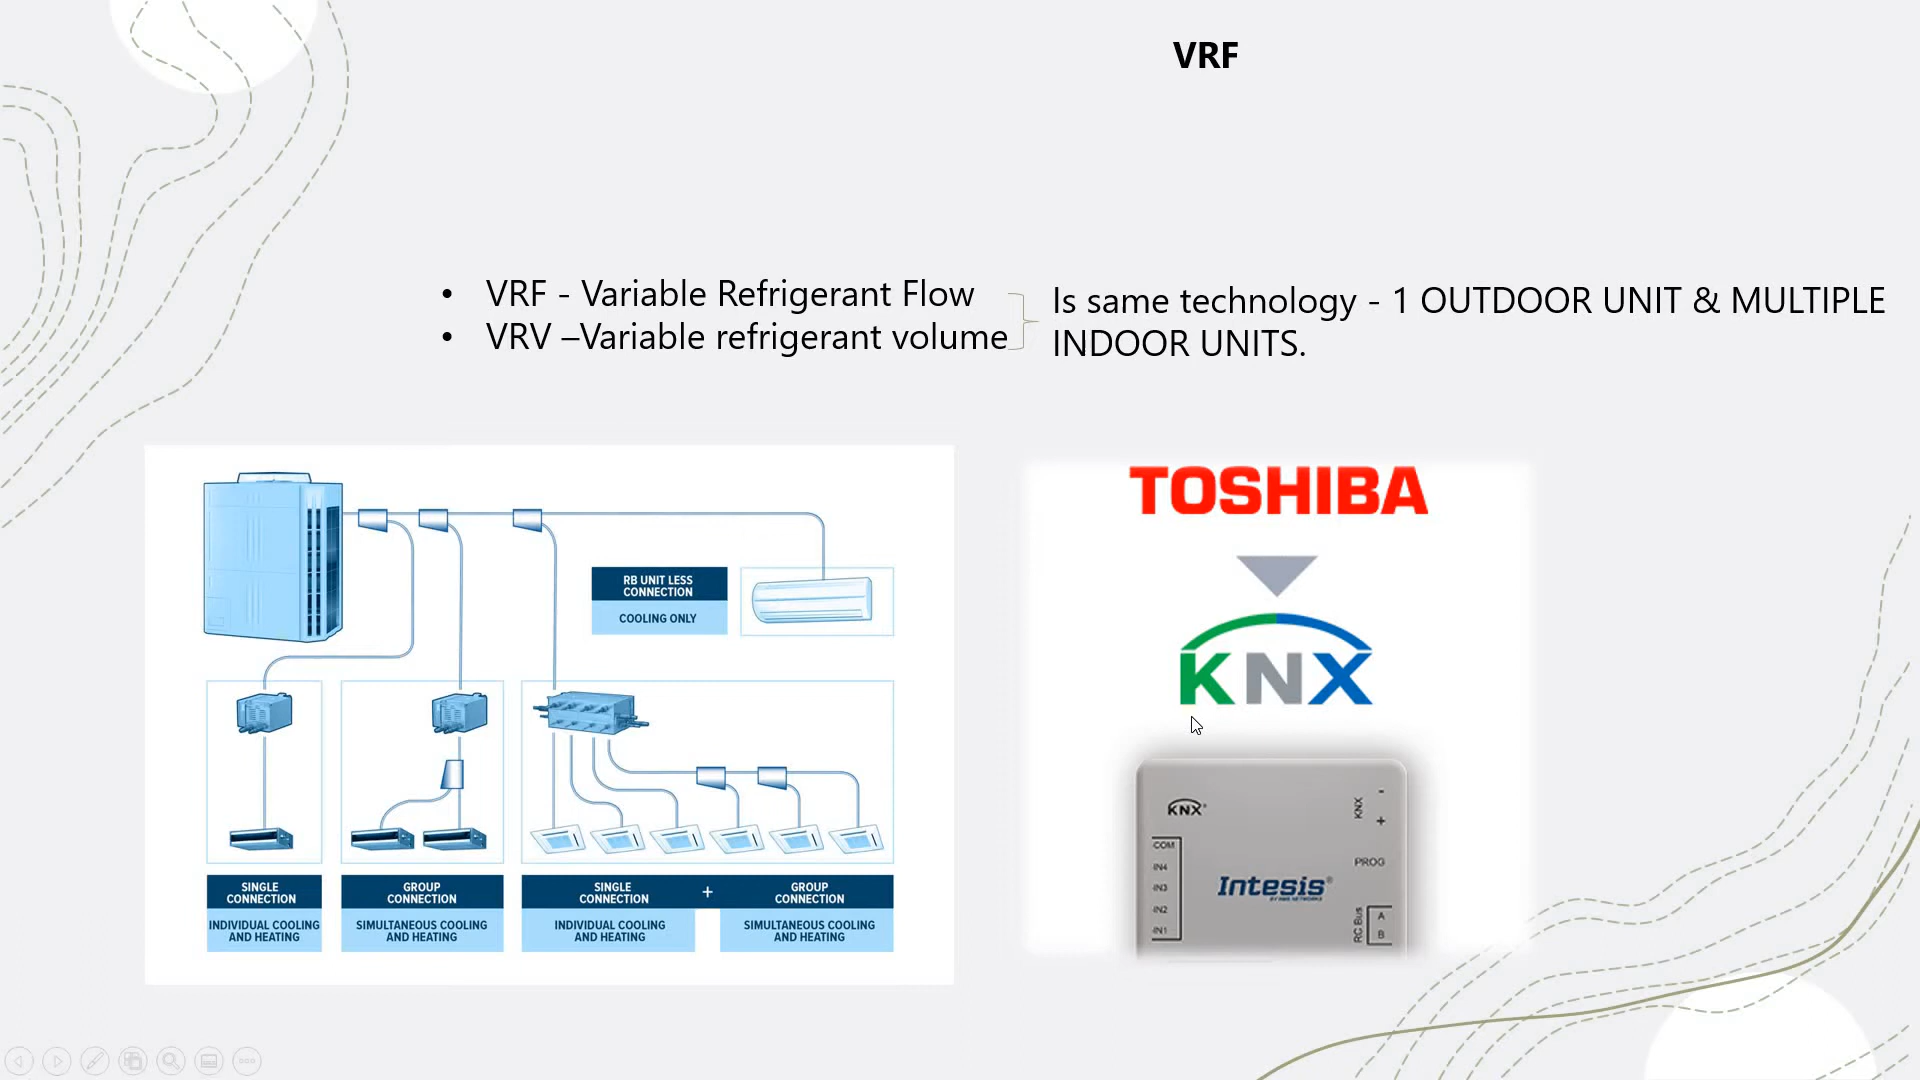 VRF
• VRF - Variable Refrigerant Flow
• VRV –Variable refrigerant volume
Is same technology - 1 OUTDOOR UNIT & MULTIPLE
INDOOR UNITS.
RB UNIT LESS
CONNECTION
COOLING ONLY
SINGLE
CONNECTION
INDIVIDUAL COOLING
AND HEATING
GROUP
CONNECTION
SIMULTANEOUS COOLING
AND HEATING
SINGLE
CONNECTION
+
GROUP
CONNECTION
INDIVIDUAL COOLING
AND HEATING
SIMULTANEOUS COOLING
AND HEATING
TOSHIBA
KNX
KNX®
KNX
-
+
PROG
COM
IN4
IN3
IN2
IN1
Intesis®
BY HMS NETWORKS
RC Bus
A
B